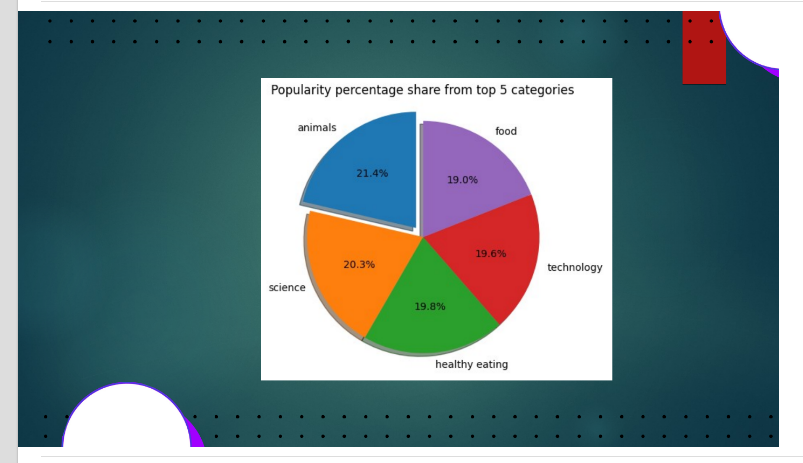 Popularity percentage share from top 5 categories
animals
food
21.4%
19.0%
20.3%
19.6%
science
technology
19.8%
healthy eating